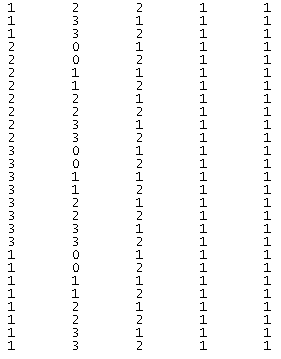 1 2 2 1 1
1 3 1 1 1
1 3 2 1 1
2 0 1 1 1
2 0 2 1 1
2 1 1 1 1
2 1 2 1 1
2 2 1 1 1
2 2 2 1 1
2 3 1 1 1
2 3 2 1 1
3 0 1 1 1
3 0 2 1 1
3 1 1 1 1
3 1 2 1 1
3 2 1 1 1
3 2 2 1 1
3 3 1 1 1
3 3 2 1 1
1 0 1 1 1
1 0 2 1 1
1 1 1 1 1
1 1 2 1 1
1 2 1 1 1
1 2 2 1 1
1 3 1 1 1
1 3 2 1 1